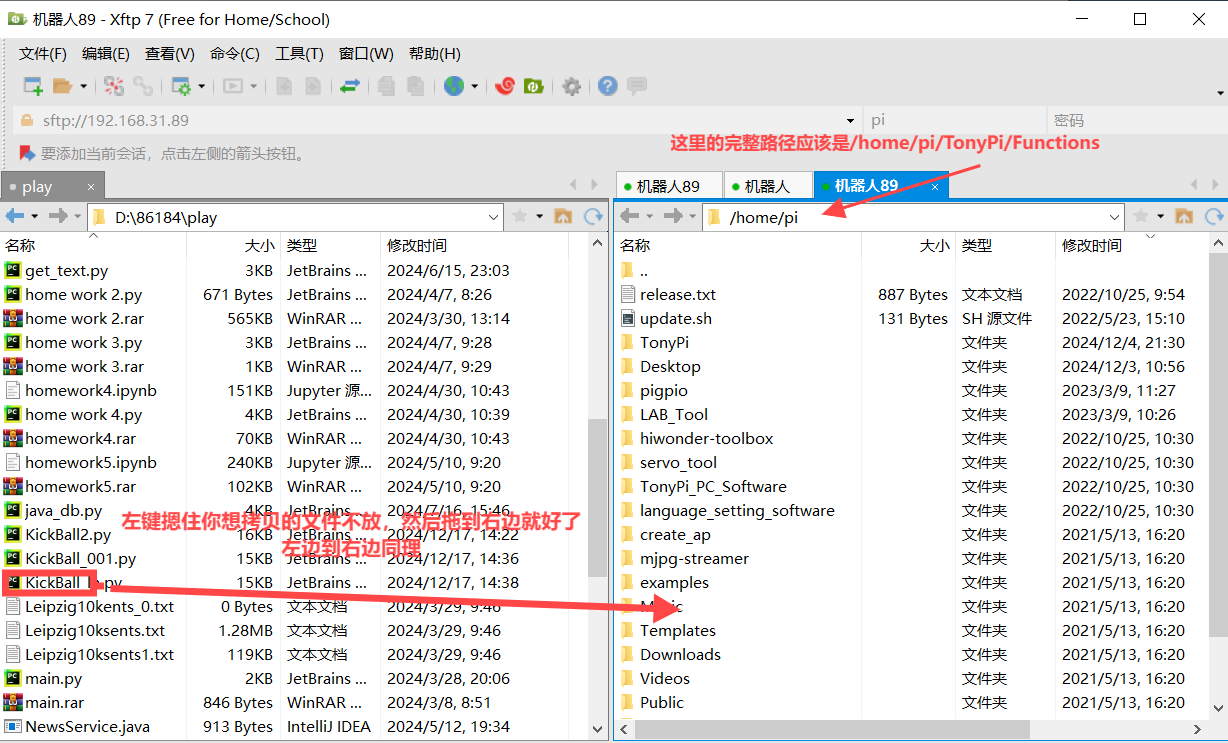 机器人89 - Xftp 7 (Free for Home/School)
文件(F) 编辑(E) 查看(V) 命令(C) 工具(T) 窗口(W) 帮助(H)
sftp://192.168.31.89 pi 密码
要添加当前会话，点击左侧的箭头按钮。
这里的完整路径应该是/home/pi/TonyPi/Functions
play
D:\86184\play
名称 大小 类型 修改时间
get_text.py 3KB JetBrains ... 2024/6/15, 23:03
home work 2.py 671 Bytes JetBrains ... 2024/4/7, 8:26
home work 2.rar 565KB WinRAR ... 2024/3/30, 13:14
home work 3.py 3KB JetBrains ... 2024/4/7, 9:28
home work 3.rar 1KB WinRAR ... 2024/4/7, 9:29
homework4.ipynb 151KB Jupyter 源... 2024/4/30, 10:43
home work 4.py 4KB JetBrains ... 2024/4/30, 10:39
homework4.rar 70KB WinRAR ... 2024/4/30, 10:43
homework5.ipynb 240KB Jupyter 源... 2024/5/10, 9:20
homework5.rar 102KB WinRAR ... 2024/5/10, 9:20
java_db.py 4KB JetBrains ... 2024/7/16, 15:46
左键摁住你想拷贝的文件不放，然后拖到右边就好了
KickBall2.py 16KB JetBrains ... 2024/12/17, 14:22
左边到右边同理
KickBall_001.py 15KB JetBrains ... 2024/12/17, 14:36
KickBall .py 15KB JetBrains ... 2024/12/17, 14:38
Leipzig10kents_0.txt 0 Bytes 文本文档 2024/3/29, 9:46
Leipzig10ksents.txt 1.28MB 文本文档 2024/3/29, 9:46
Leipzig10ksents1.txt 119KB 文本文档 2024/3/29, 9:46
main.py 2KB JetBrains ... 2024/3/28, 20:06
main.rar 846 Bytes WinRAR ... 2024/3/8, 8:51
NewsService.java 913 Bytes IntelliJ IDEA 2024/5/12, 19:34
机器人89 机器人 机器人89
/home/pi
名称 大小 类型 修改时间
..
release.txt 887 Bytes 文本文档 2022/10/25, 9:54
update.sh 131 Bytes SH 源文件 2022/5/23, 15:10
TonyPi 文件夹 2024/12/4, 21:30
Desktop 文件夹 2024/12/3, 10:56
pigpio 文件夹 2023/3/9, 11:27
LAB_Tool 文件夹 2023/3/9, 10:26
hiwonder-toolbox 文件夹 2022/10/25, 10:30
servo_tool 文件夹 2022/10/25, 10:30
TonyPi_PC_Software 文件夹 2022/10/25, 10:30
language_setting_software 文件夹 2022/10/25, 10:30
create_ap 文件夹 2021/5/13, 16:20
mjpg-streamer 文件夹 2021/5/13, 16:20
examples 文件夹 2021/5/13, 16:20
文件夹 2021/5/13, 16:20
Templates 文件夹 2021/5/13, 16:20
Downloads 文件夹 2021/5/13, 16:20
Videos 文件夹 2021/5/13, 16:20
Public 文件夹 2021/5/13, 16:20